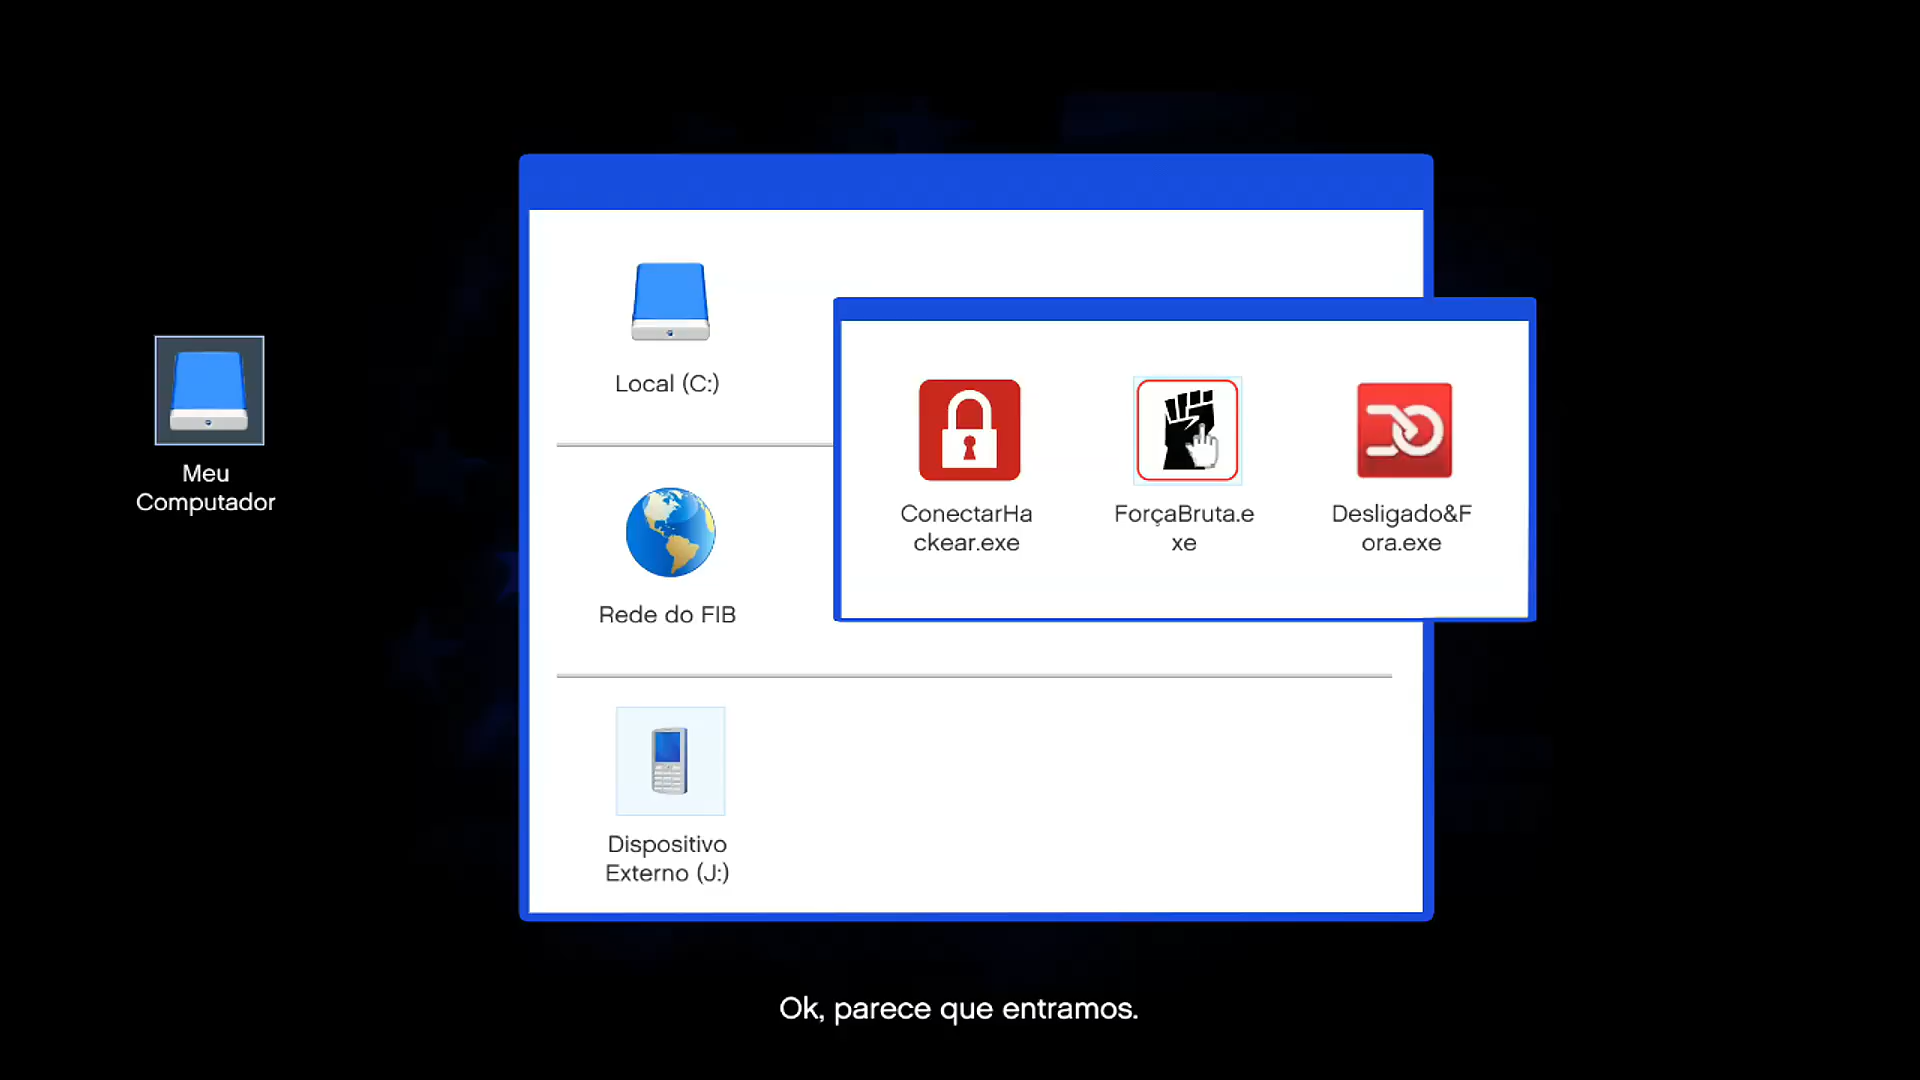 Meu
Computador
Local (C:)
Rede do FIB
Dispositivo
Externo (J:)
ConectarHa
ckear.exe
ForçaBruta.e
xe
Desligado&F
ora.exe
Ok, parece que entramos.